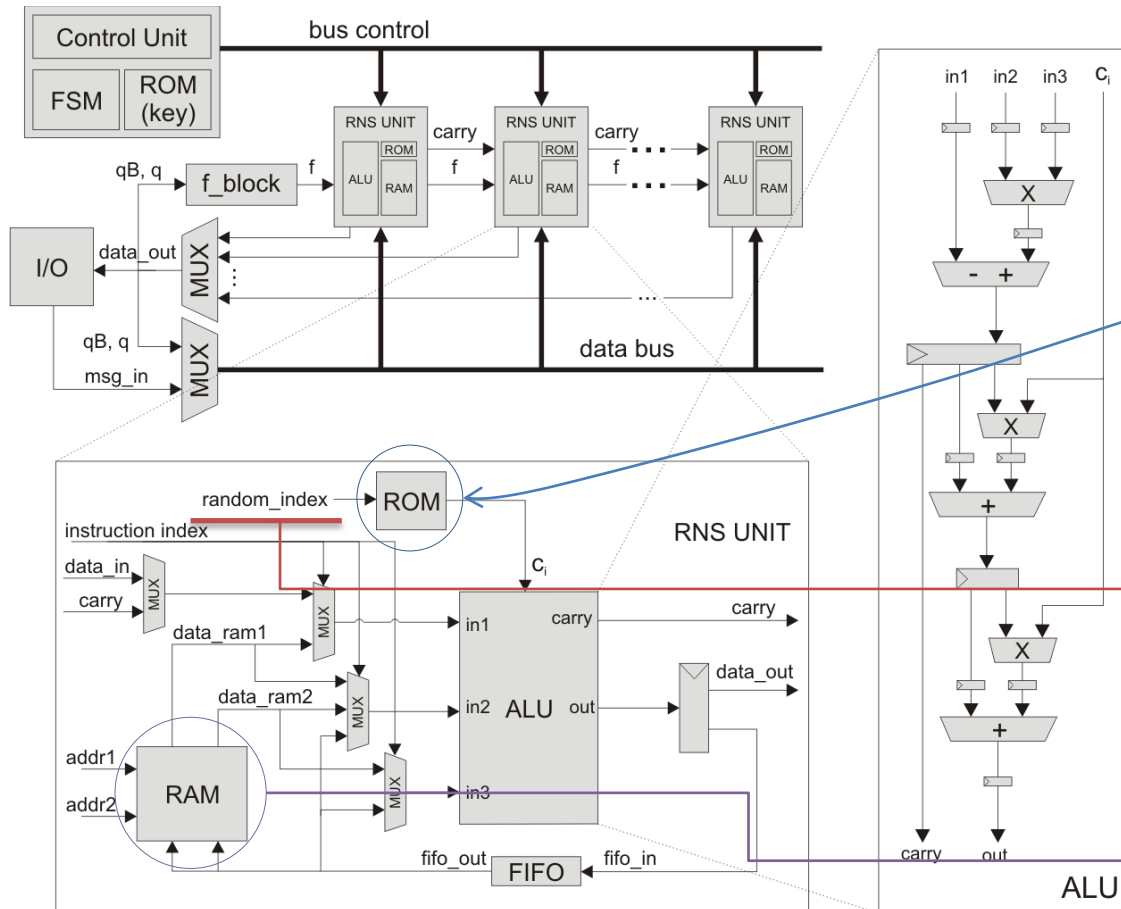 Control Unit
FSM
ROM
(key)
bus control
RNS UNIT
ROM
ALU
RAM
carry
f
RNS UNIT
ROM
ALU
RAM
carry
f
RNS UNIT
ROM
ALU
RAM
qB, q
f_block
f
I/O
data_out
MUX
qB, q
msg_in
MUX
data bus
random_index
ROM
RNS UNIT
instruction index
data_in
carry
MUX
MUX
c_i
data_ram1
data_ram2
MUX
MUX
addr1
addr2
RAM
in1
in2
in3
ALU
carry
out
carry
data_out
fifo_out
FIFO
fifo_in
in1
in2
in3
c_i
X
- +
X
+
X
+
carry
out
ALU